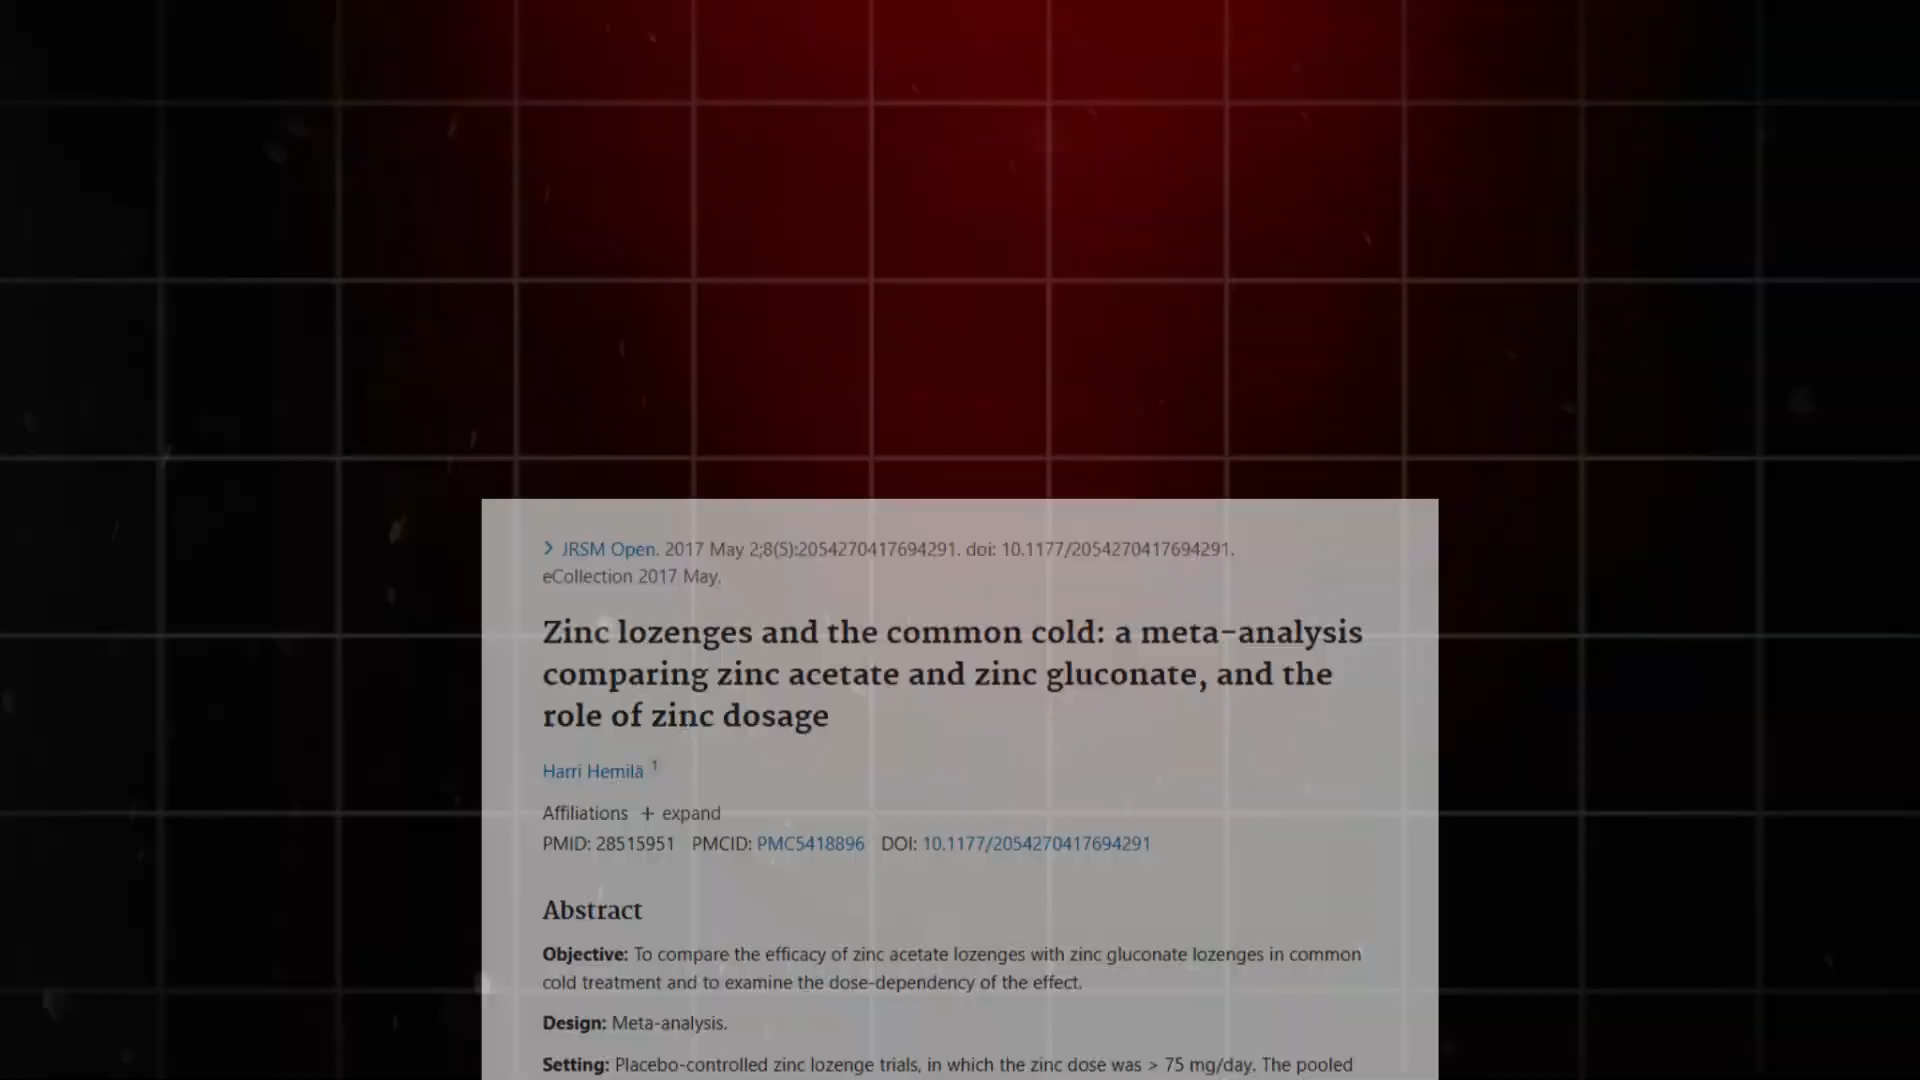 > JRSM Open. 2017 May 2;8(5):2054270417694291. doi: 10.1177/2054270417694291.
eCollection 2017 May.
Zinc lozenges and the common cold: a meta-analysis
comparing zinc acetate and zinc gluconate, and the
role of zinc dosage
Harri Hemilä 1
Affiliations + expand
PMID: 28515951 PMCID: PMC5418896 DOI: 10.1177/2054270417694291
Abstract
Objective: To compare the efficacy of zinc acetate lozenges with zinc gluconate lozenges in common
cold treatment and to examine the dose-dependency of the effect.
Design: Meta-analysis.
Setting: Placebo-controlled zinc lozenge trials, in which the zinc dose was > 75 mg/day. The pooled